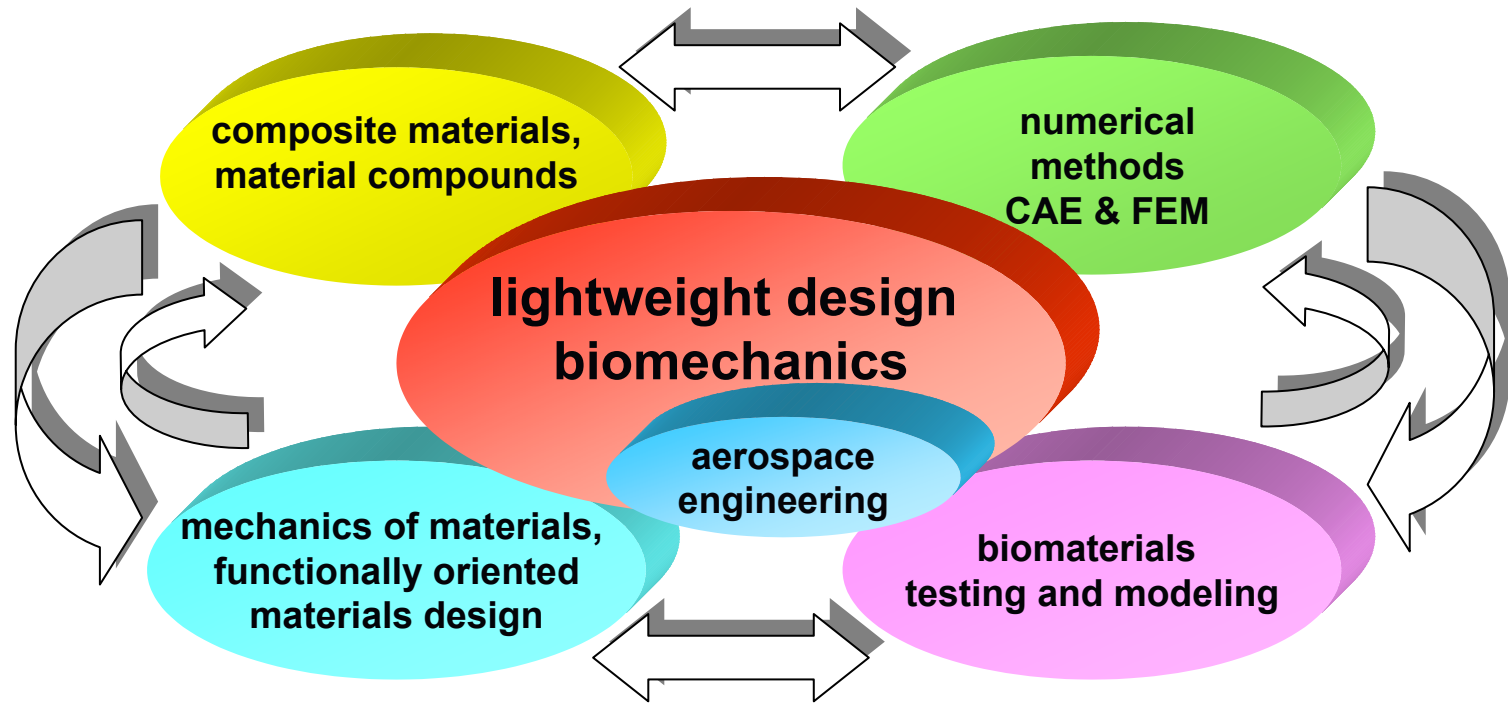 composite materials,
material compounds
numerical
methods
CAE & FEM
lightweight design
biomechanics
aerospace
engineering
mechanics of materials,
functionally oriented
materials design
biomaterials
testing and modeling